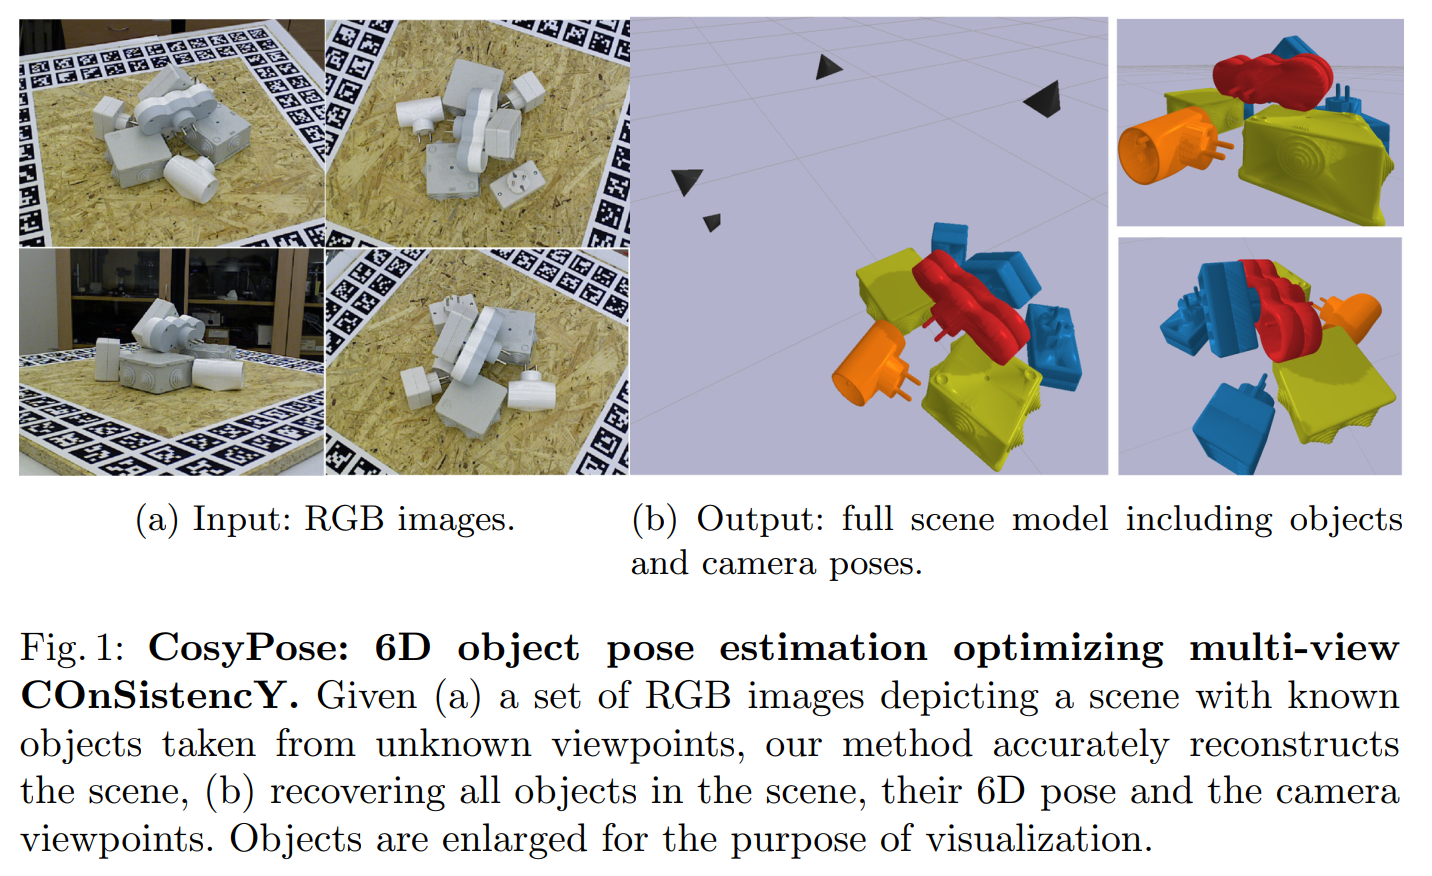 (a) Input: RGB images.
(b) Output: full scene model including objects
and camera poses.
Fig. 1: CosyPose: 6D object pose estimation optimizing multi-view
COnSistencY. Given (a) a set of RGB images depicting a scene with known
objects taken from unknown viewpoints, our method accurately reconstructs
the scene, (b) recovering all objects in the scene, their 6D pose and the camera
viewpoints. Objects are enlarged for the purpose of visualization.